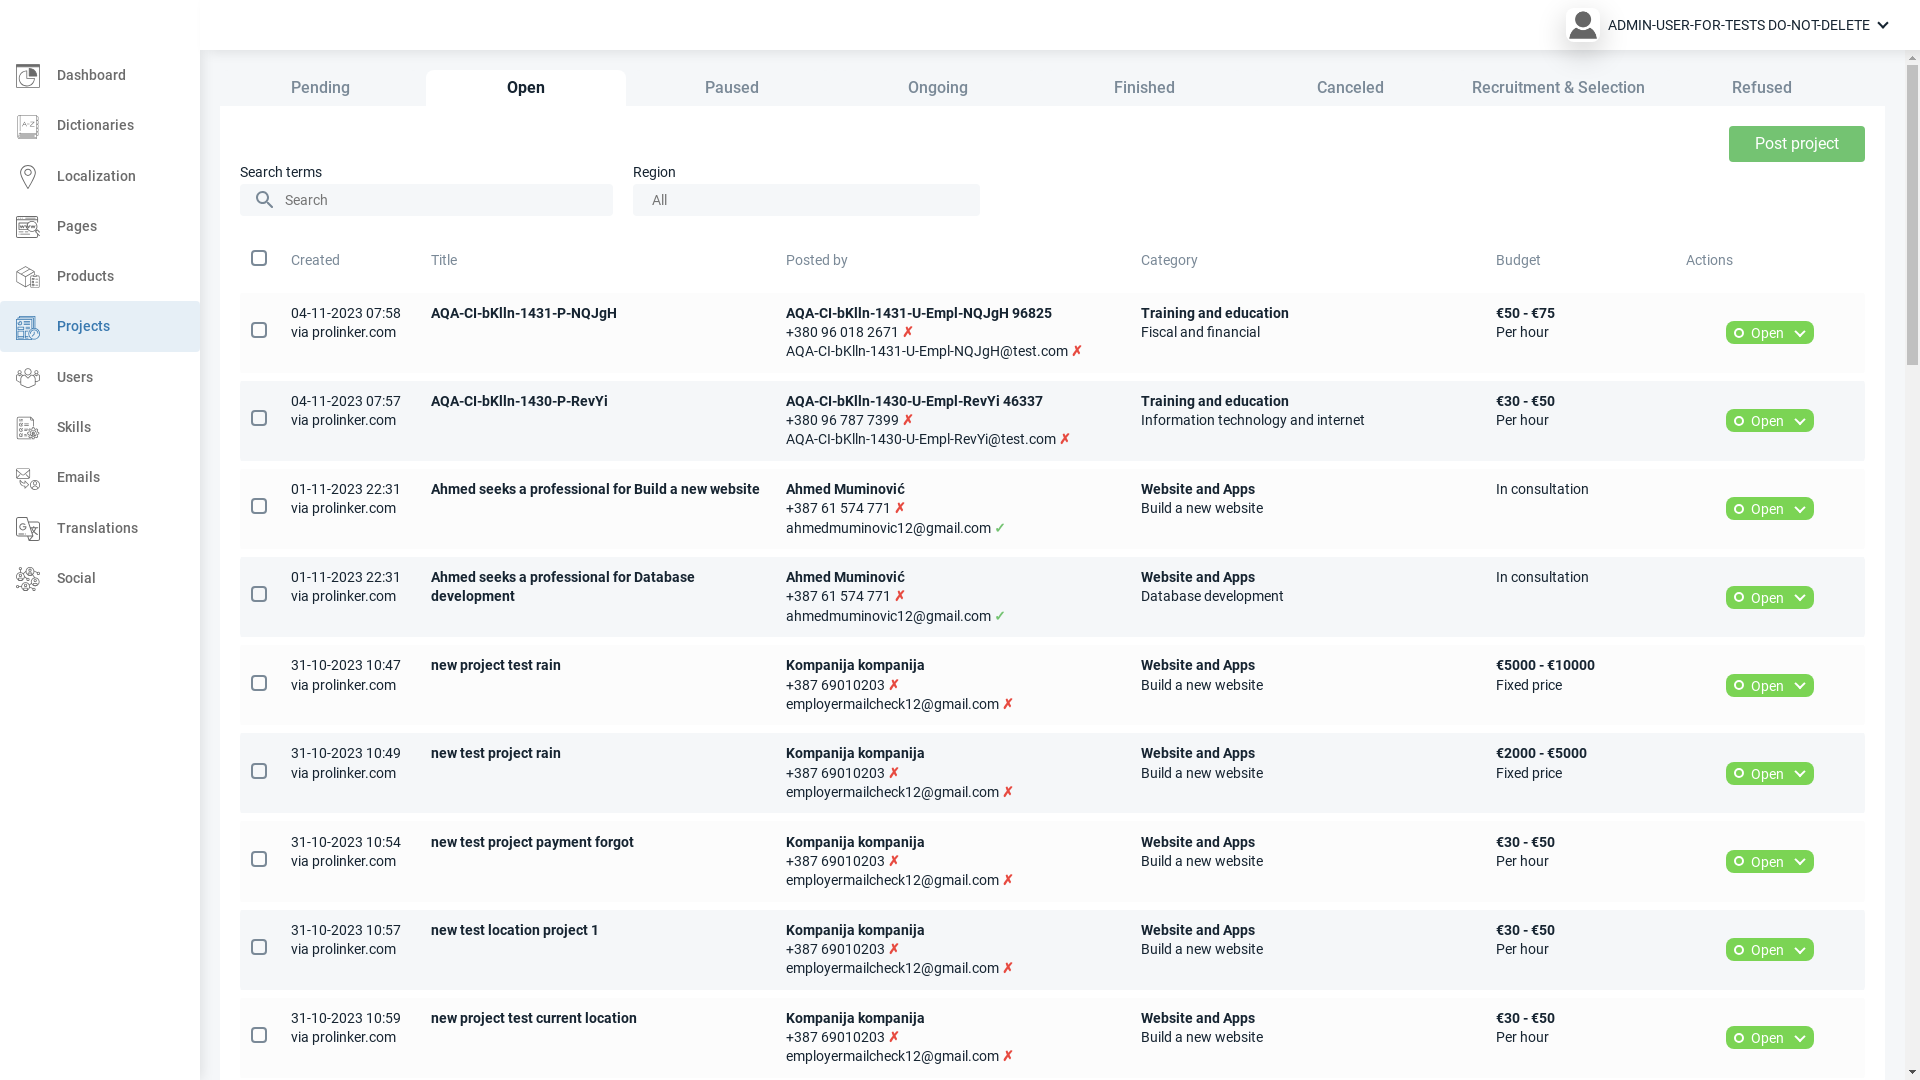 ADMIN-USER-FOR-TESTS DO-NOT-DELETE
Dashboard
Dictionaries
Localization
Pages
Products
Projects
Users
Skills
Emails
Translations
Social
Pending
Open
Paused
Ongoing
Finished
Canceled
Recruitment & Selection
Refused
Post project
Search terms
Search
Region
All
Created
Title
Posted by
Category
Budget
Actions
04-11-2023 07:58
via prolinker.com
AQA-CI-bKlln-1431-P-NQJgH
AQA-CI-bKlln-1431-U-Empl-NQJgH 96825
+380 96 018 2671 ✗
AQA-CI-bKlln-1431-U-Empl-NQJgH@test.com ✗
Training and education
Fiscal and financial
€50 - €75
Per hour
Open
04-11-2023 07:57
via prolinker.com
AQA-CI-bKlln-1430-P-RevYi
AQA-CI-bKlln-1430-U-Empl-RevYi 46337
+380 96 787 7399 ✗
AQA-CI-bKlln-1430-U-Empl-RevYi@test.com ✗
Training and education
Information technology and internet
€30 - €50
Per hour
Open
01-11-2023 22:31
via prolinker.com
Ahmed seeks a professional for Build a new website
Ahmed Muminović
+387 61 574 771 ✗
ahmedmuminovic12@gmail.com ✓
Website and Apps
Build a new website
In consultation
Open
01-11-2023 22:31
via prolinker.com
Ahmed seeks a professional for Database
development
Ahmed Muminović
+387 61 574 771 ✗
ahmedmuminovic12@gmail.com ✓
Website and Apps
Database development
In consultation
Open
31-10-2023 10:47
via prolinker.com
new project test rain
Kompanija kompanija
+387 69010203 ✗
employermailcheck12@gmail.com ✗
Website and Apps
Build a new website
€5000 - €10000
Fixed price
Open
31-10-2023 10:49
via prolinker.com
new test project rain
Kompanija kompanija
+387 69010203 ✗
employermailcheck12@gmail.com ✗
Website and Apps
Build a new website
€2000 - €5000
Fixed price
Open
31-10-2023 10:54
via prolinker.com
new test project payment forgot
Kompanija kompanija
+387 69010203 ✗
employermailcheck12@gmail.com ✗
Website and Apps
Build a new website
€30 - €50
Per hour
Open
31-10-2023 10:57
via prolinker.com
new test location project 1
Kompanija kompanija
+387 69010203 ✗
employermailcheck12@gmail.com ✗
Website and Apps
Build a new website
€30 - €50
Per hour
Open
31-10-2023 10:59
via prolinker.com
new project test current location
Kompanija kompanija
+387 69010203 ✗
employermailcheck12@gmail.com ✗
Website and Apps
Build a new website
€30 - €50
Per hour
Open